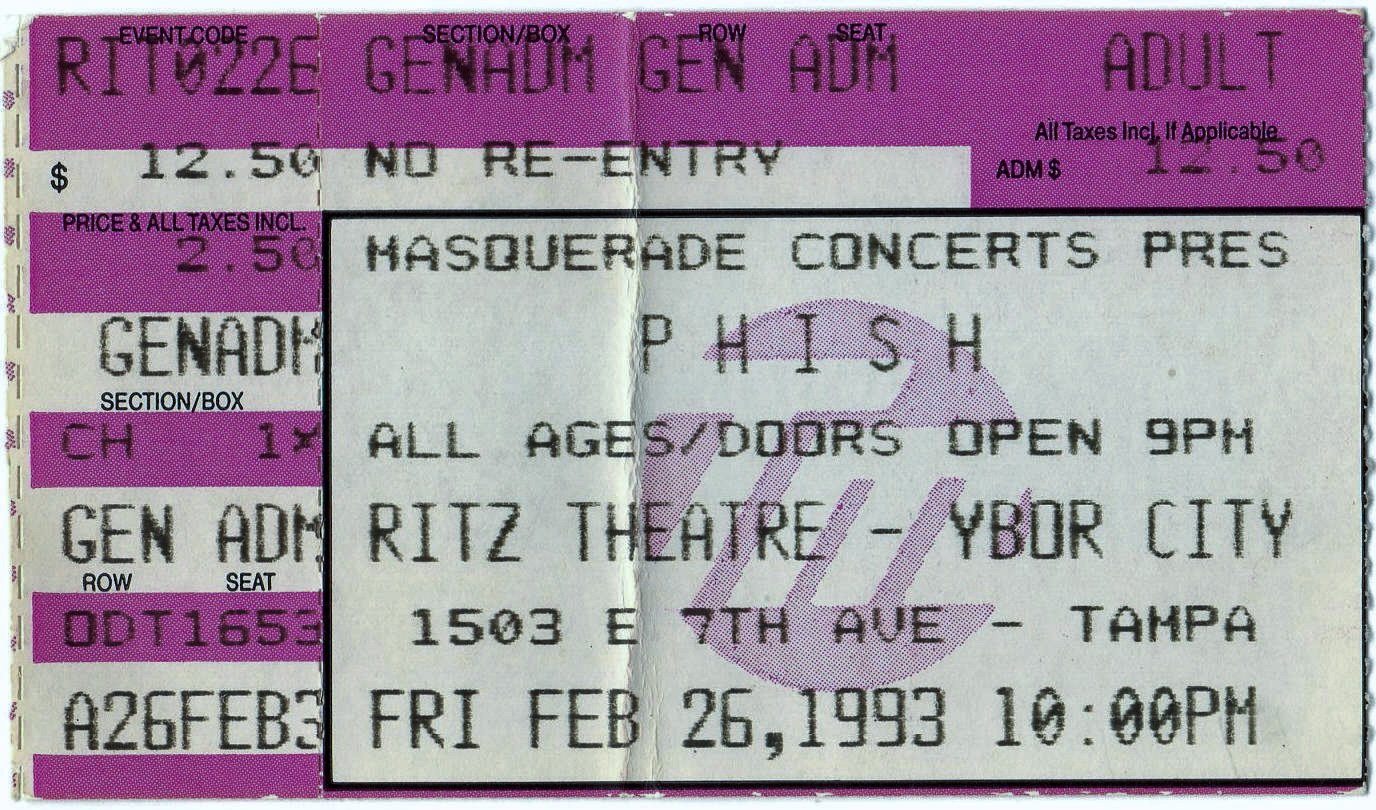 EVENT CODE SECTION/BOX ROW SEAT
RIT022E GENADM GEN ADM ADULT
All Taxes Incl. If Applicable
$ 12.50 NO RE-ENTRY ADM $ 12.50
PRICE & ALL TAXES INCL.
2.50
GENADM
SECTION/BOX
CH 1X
GEN ADM
ROW SEAT
ODT1653
A26FEB3
MASQUERADE CONCERTS PRES
P H I S H
ALL AGES/DOORS OPEN 9PM
RITZ THEATRE - YBOR CITY
1503 E 7TH AVE - TAMPA
FRI FEB 26,1993 10:00PM